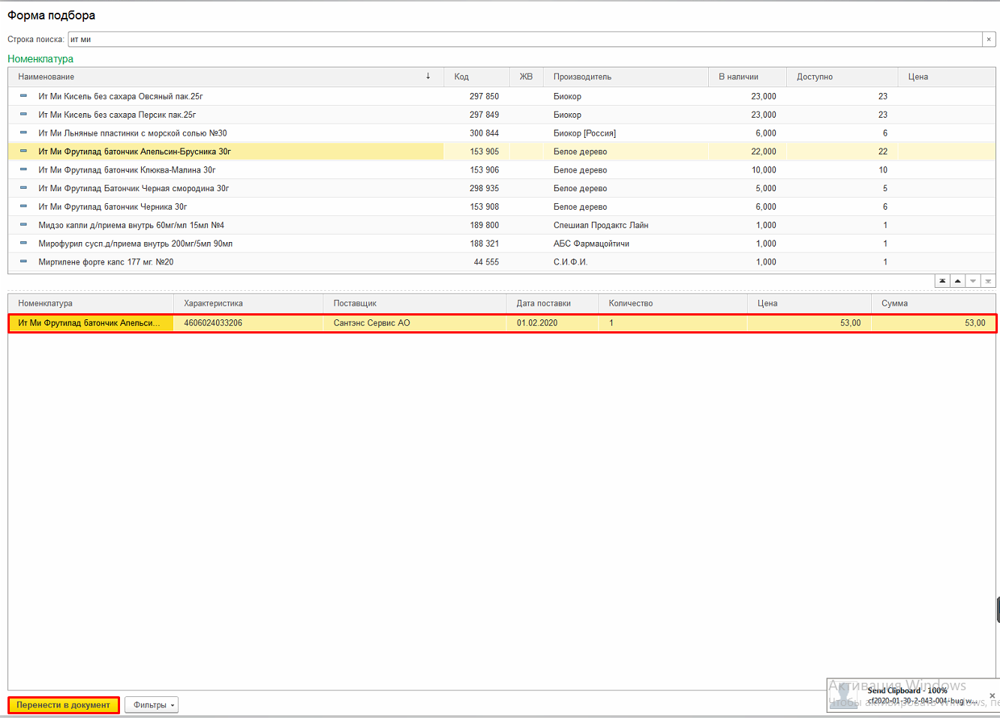 Форма подбора
Строка поиска: ит ми ×
Номенклатура
Наименование ↓ Код ЖВ Производитель В наличии Доступно Цена
Ит Ми Кисель без сахара Овсяный пак.25г 297 850 Биокор 23,000 23
Ит Ми Кисель без сахара Персик пак.25г 297 849 Биокор 23,000 23
Ит Ми Льняные пластинки с морской солью №30 300 844 Биокор [Россия] 6,000 6
Ит Ми Фрутилад батончик Апельсин-Брусника 30г 153 905 Белое дерево 22,000 22
Ит Ми Фрутилад батончик Клюква-Малина 30г 153 906 Белое дерево 10,000 10
Ит Ми Фрутилад Батончик Черная смородина 30г 298 935 Белое дерево 5,000 5
Ит Ми Фрутилад батончик Черника 30г 153 908 Белое дерево 6,000 6
Мидзо капли д/приема внутрь 60мг/мл 15мл №4 189 800 Спешиал Продактс Лайн 1,000 1
Мирофурил сусп.д/приема внутрь 200мг/5мл 90мл 188 321 АБС Фармацойтичи 1,000 1
Миртилене форте капс 177 мг. №20 44 555 С.И.Ф.И. 1,000 1
Номенклатура Характеристика Поставщик Дата поставки Количество Цена Сумма
Ит Ми Фрутилад батончик Апельси... 4606024033206 Сантэнс Сервис АО 01.02.2020 1 53,00 53,00
Активация Windows
Send Clipboard - 100%
Чтобы активировать Windows, пе
cf2020-01-30-2-043-004-bug w...
Перенести в документ Фильтры